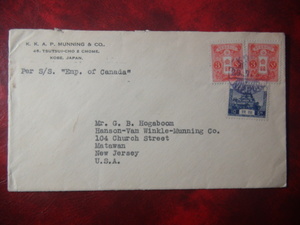 R. R. A. P. MUNNING & CO.
KOBE, JAPAN.
Per S/S. "Emp. of Canada"
Mr. G. B. Hogaboom
Hanson-Van Winkle-Munning Co.
104 Church Street
Matawan
New Jersey
U.S.A.